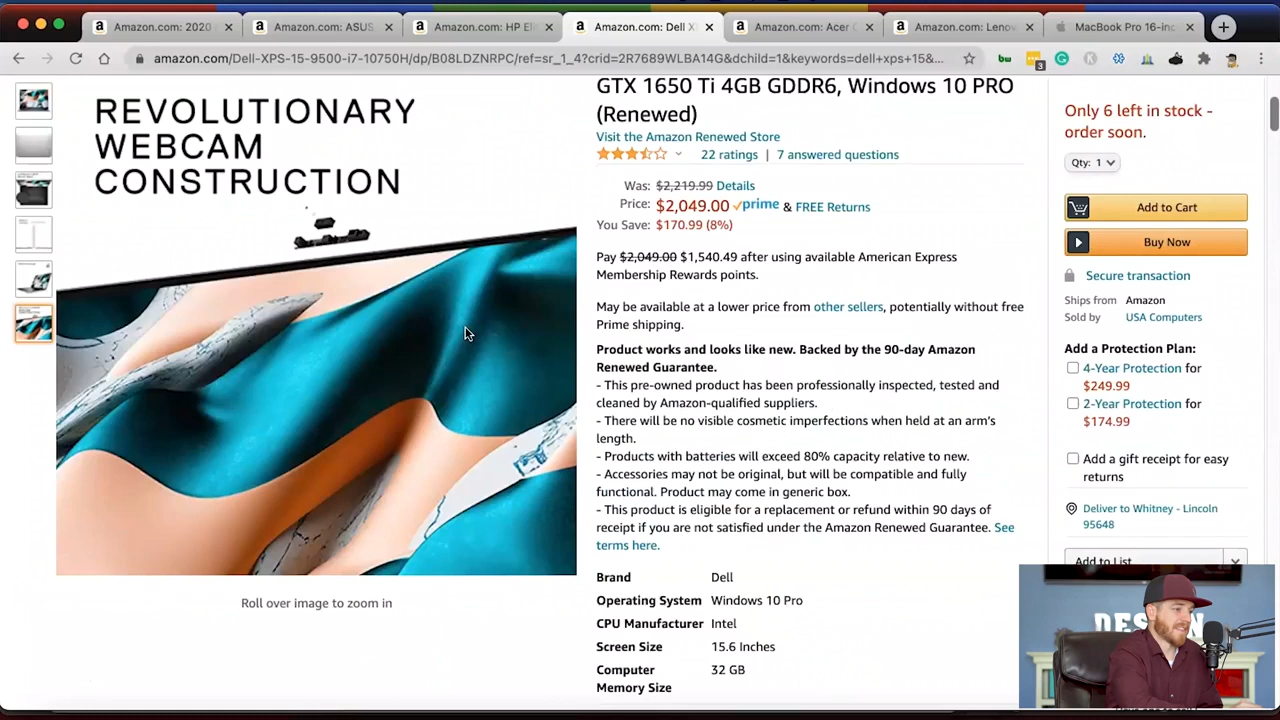 Amazon.com: 2020
Amazon.com: ASUS
Amazon.com: HP Eli
Amazon.com: Dell X
Amazon.com: Acer C
Amazon.com: Lenov
MacBook Pro 16-inc
amazon.com/Dell-XPS-15-9500-i7-10750H/dp/B08LDZNRPC/ref=sr_1_4?crid=2R7689WLBA14G&dchild=1&keywords=dell+xps+15&...
REVOLUTIONARY
WEBCAM
CONSTRUCTION
Roll over image to zoom in
GTX 1650 Ti 4GB GDDR6, Windows 10 PRO
(Renewed)
Visit the Amazon Renewed Store
22 ratings | 7 answered questions
Was: $2,219.99 Details
Price: $2,049.00 prime & FREE Returns
You Save: $170.99 (8%)
Pay $2,049.00 $1,540.49 after using available American Express
Membership Rewards points.
May be available at a lower price from other sellers, potentially without free
Prime shipping.
Product works and looks like new. Backed by the 90-day Amazon
Renewed Guarantee.
- This pre-owned product has been professionally inspected, tested and
cleaned by Amazon-qualified suppliers.
- There will be no visible cosmetic imperfections when held at an arm's
length.
- Products with batteries will exceed 80% capacity relative to new.
- Accessories may not be original, but will be compatible and fully
functional. Product may come in generic box.
- This product is eligible for a replacement or refund within 90 days of
receipt if you are not satisfied under the Amazon Renewed Guarantee. See
terms here.
Brand Dell
Operating System Windows 10 Pro
CPU Manufacturer Intel
Screen Size 15.6 Inches
Computer 32 GB
Memory Size
Only 6 left in stock -
order soon.
Qty: 1
Add to Cart
Buy Now
Secure transaction
Ships from Amazon
Sold by USA Computers
Add a Protection Plan:
4-Year Protection for
$249.99
2-Year Protection for
$174.99
Add a gift receipt for easy
returns
Deliver to Whitney - Lincoln
95648
Add to List